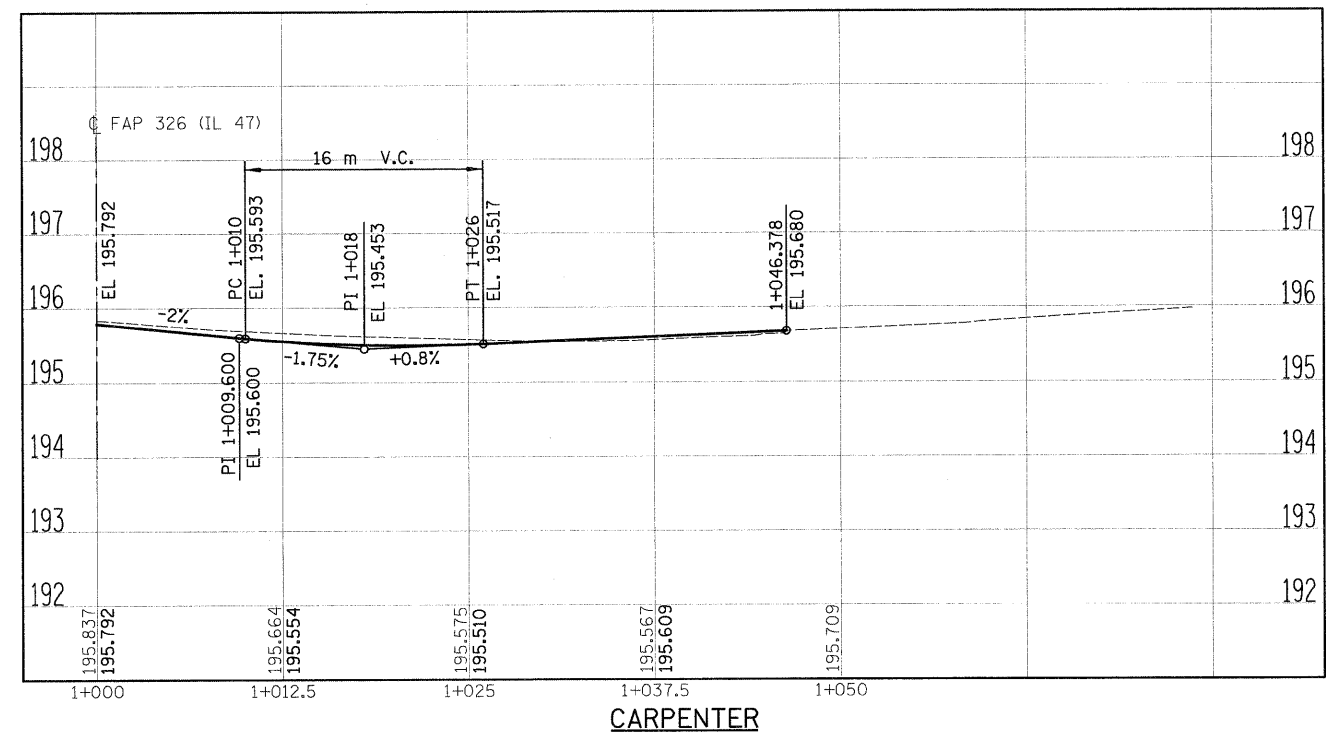 ℄ FAP 326 (IL 47)
16 m V.C.
198
198
197
197
196
196
195
195
194
194
193
193
192
192
EL 195.792
PC 1+010
EL. 195.593
PI 1+018
EL 195.453
PT 1+026
EL. 195.517
1+046.378
EL 195.680
-2%
-1.75%
+0.8%
PI 1+009.600
EL 195.600
195.837
195.792
195.664
195.554
195.575
195.510
195.567
195.609
195.709
1+000
1+012.5
1+025
1+037.5
1+050
CARPENTER